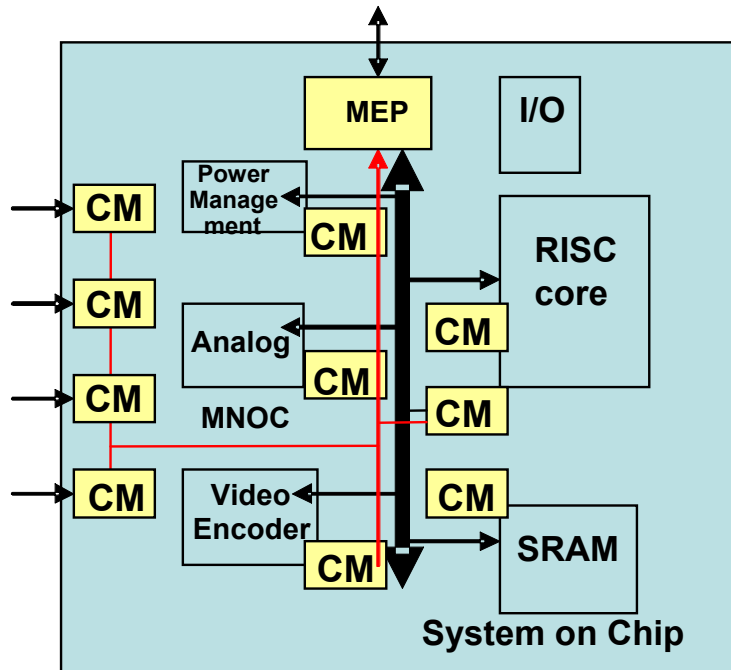 MEP
I/O
Power
Manage
ment
CM
CM
RISC
core
CM
CM
Analog
CM
CM
CM
MNOC
CM
CM
Video
Encoder
CM
CM
SRAM
System on Chip